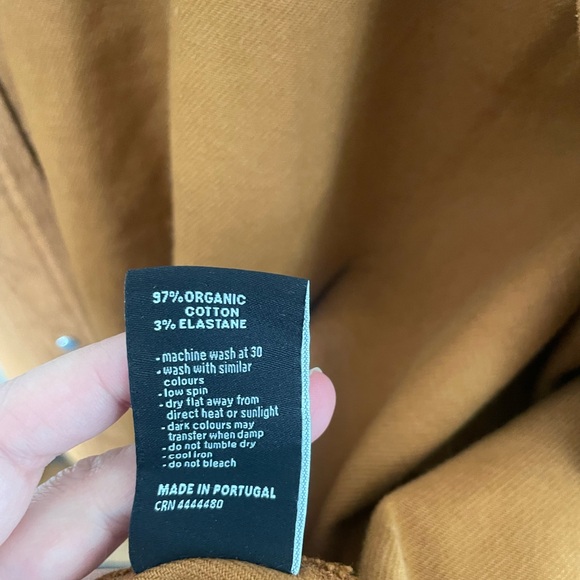 97% ORGANIC
COTTON
3% ELASTANE
- machine wash at 30
- wash with similar
colours
- low spin
- dry flat away from
direct heat or sunlight
- dark colours may
transfer when damp
- do not tumble dry
- cool iron
- do not bleach
MADE IN PORTUGAL
CRN 4444480